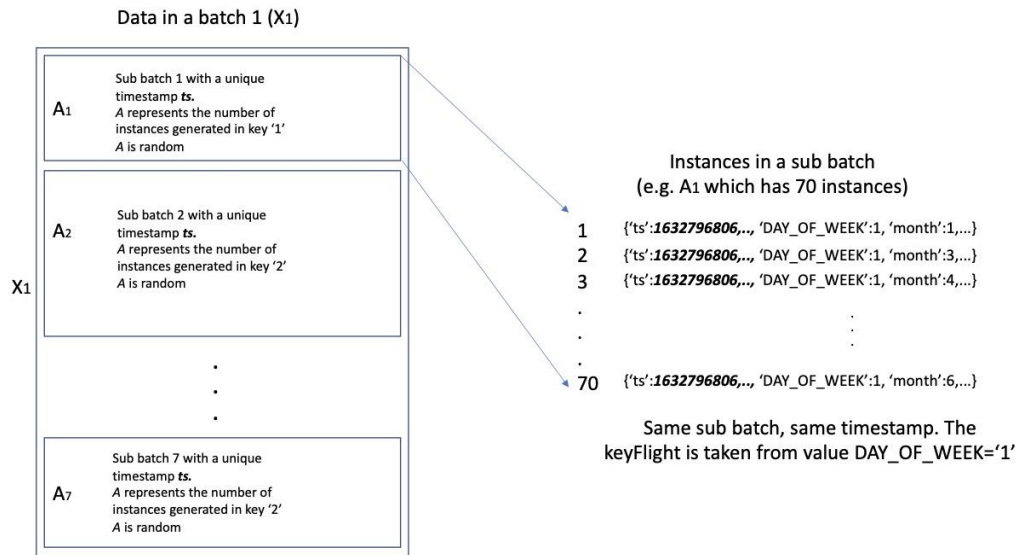 Data in a batch 1 (X1)
X1
A1
Sub batch 1 with a unique
timestamp ts.
A represents the number of
instances generated in key ‘1’
A is random
A2
Sub batch 2 with a unique
timestamp ts.
A represents the number of
instances generated in key ‘2’
A is random
.
.
.
A7
Sub batch 7 with a unique
timestamp ts.
A represents the number of
instances generated in key ‘2’
A is random
Instances in a sub batch
(e.g. A1 which has 70 instances)
1 {‘ts’:1632796806,.., ‘DAY_OF_WEEK’:1, ‘month’:1,...}
2 {‘ts’:1632796806,.., ‘DAY_OF_WEEK’:1, ‘month’:3,...}
3 {‘ts’:1632796806,.., ‘DAY_OF_WEEK’:1, ‘month’:4,...}
. .
. .
. .
70 {‘ts’:1632796806,.., ‘DAY_OF_WEEK’:1, ‘month’:6,...}
Same sub batch, same timestamp. The
keyFlight is taken from value DAY_OF_WEEK=‘1’